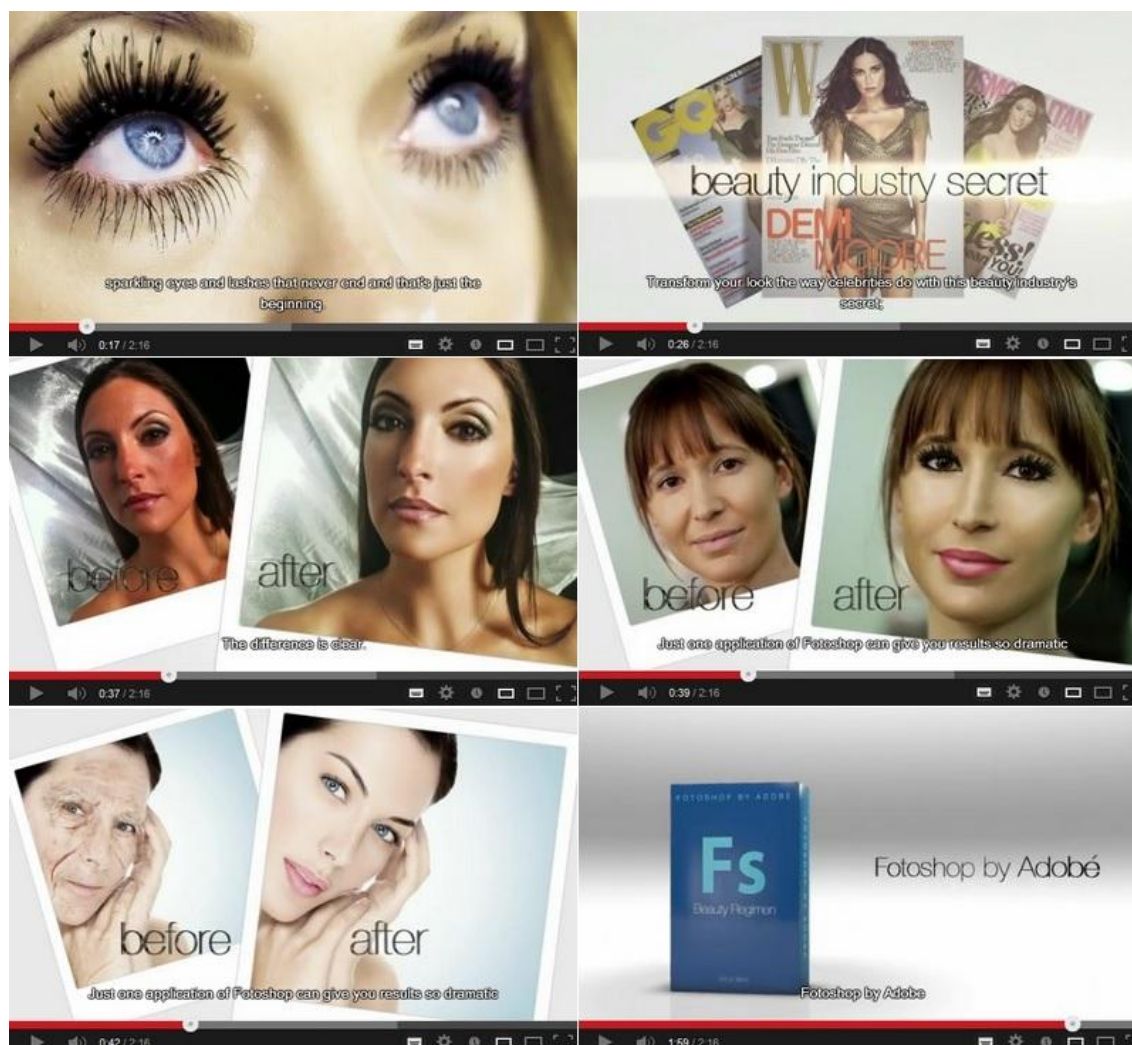 sparkling eyes and lashes that never end and that's just the
beginning.
0:17 / 2:16
GQ
W
COSMOPOLITAN
beauty industry secret
DEMI
MOORE
Transform your look the way celebrities do with this beauty industry's
secret,
0:26 / 2:16
before
after
The difference is clear.
0:37 / 2:16
before
after
Just one application of Fotoshop can give you results so dramatic
0:39 / 2:16
before
after
Just one application of Fotoshop can give you results so dramatic
0:42 / 2:16
FOTOSHOP BY ADOBÉ
Fs
Beauty Regimen
Fotoshop by Adobé
Fotoshop by Adobe
1:59 / 2:16